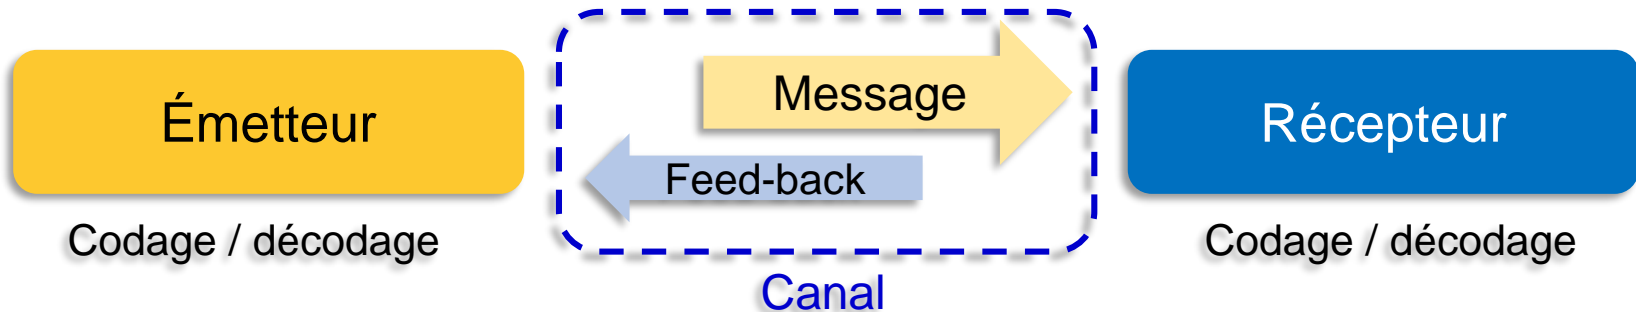 Émetteur
Message
Feed-back
Récepteur
Codage / décodage
Codage / décodage
Canal